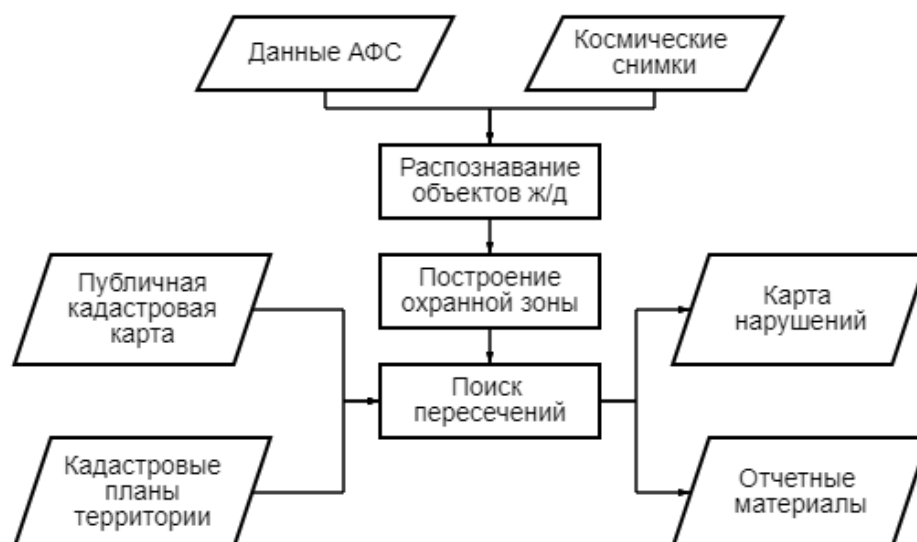 Данные АФС
Космические
снимки
Распознавание
объектов ж/д
Публичная
кадастровая
карта
Построение
охранной зоны
Карта
нарушений
Поиск
пересечений
Кадастровые
планы
территории
Отчетные
материалы